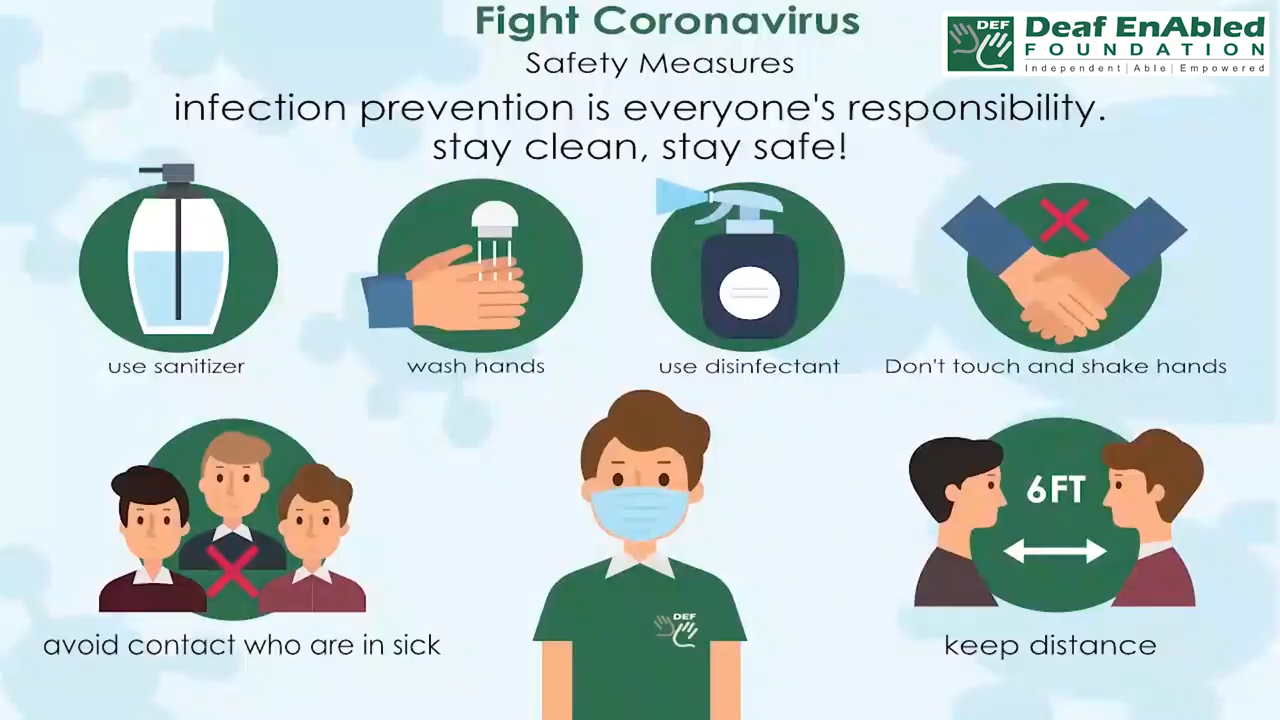 Fight Coronavirus
Safety Measures
DEF
Deaf EnAbled
FOUNDATION
Independent|Able|Empowered
infection prevention is everyone's responsibility.
stay clean, stay safe!
use sanitizer
wash hands
use disinfectant
Don't touch and shake hands
6FT
DEF
avoid contact who are in sick
keep distance